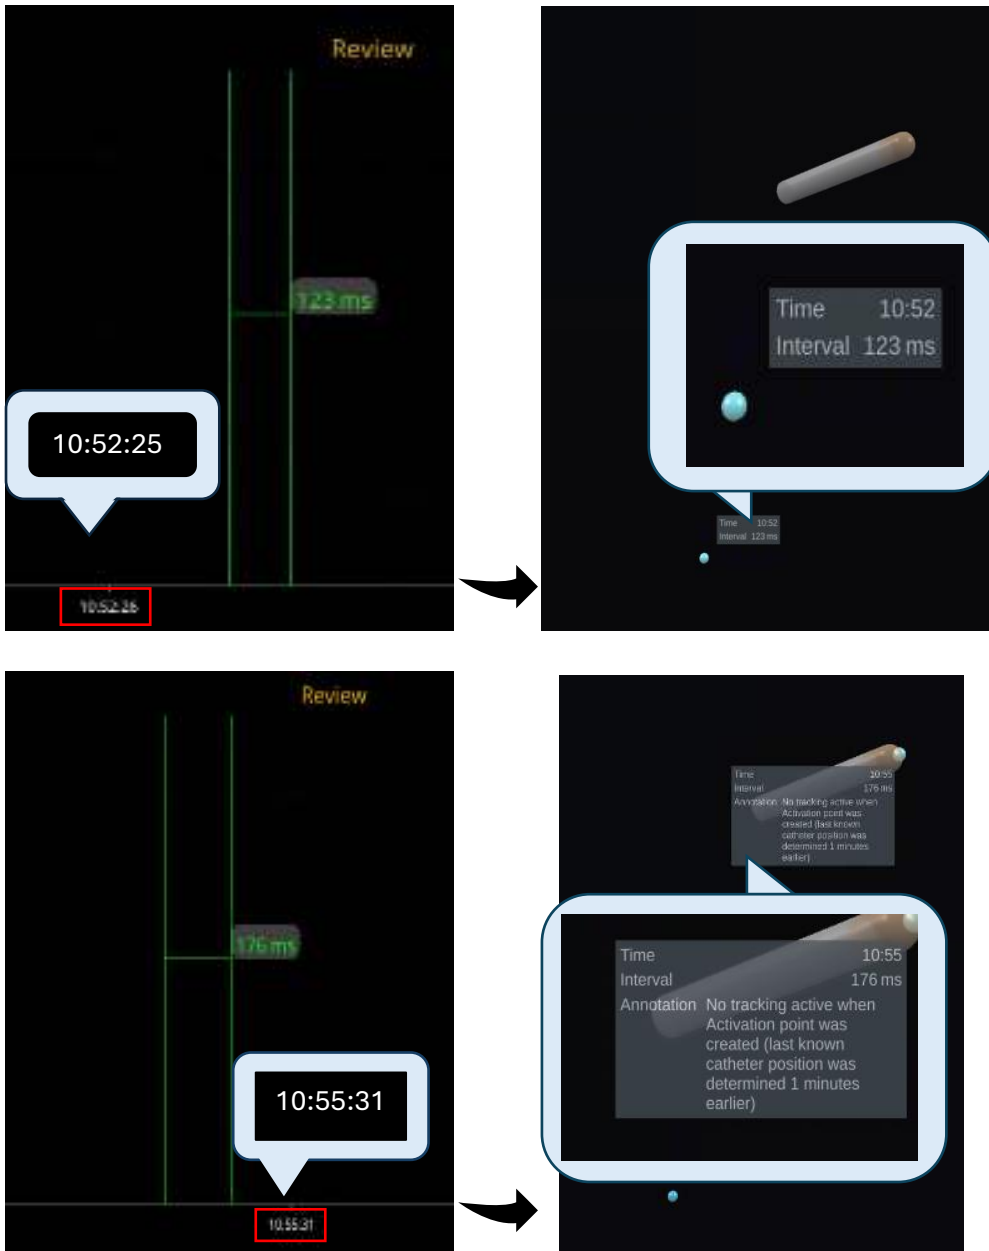 Review
123 ms
10:52:25
10:52:26
Time 10:52
Interval 123 ms
Time 10:52
Interval 123 ms
Review
176 ms
10:55:31
10:55:31
Time 10:55
Interval 176 ms
Annotation No tracking active when
Activation point was
created (last known
catheter position was
determined 1 minutes
earlier)
Time 10:55
Interval 176 ms
Annotation No tracking active when
Activation point was
created (last known
catheter position was
determined 1 minutes
earlier)